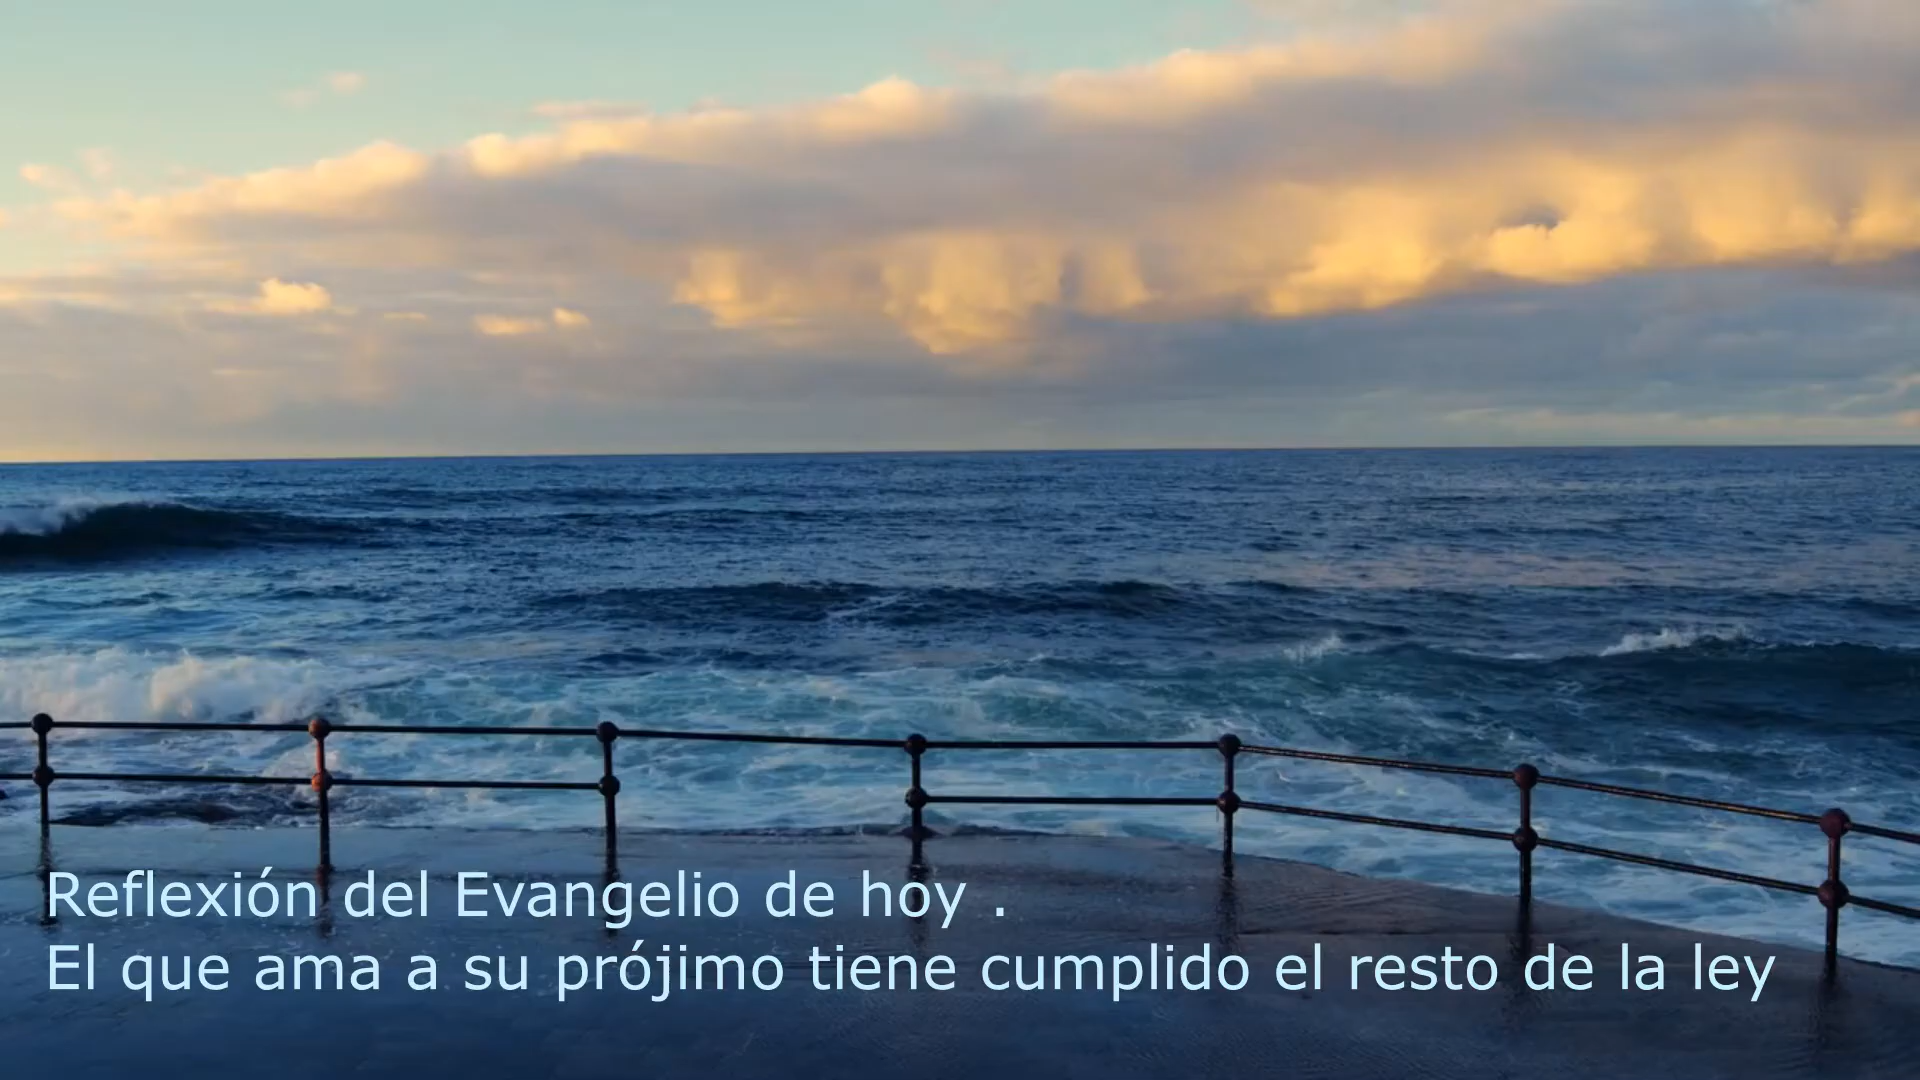 Reflexión del Evangelio de hoy .
El que ama a su prójimo tiene cumplido el resto de la ley